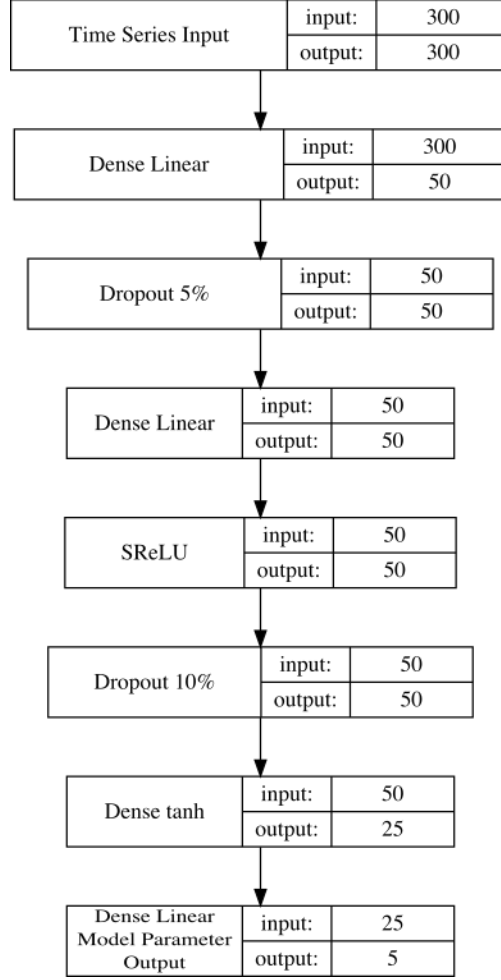 Time Series Input
input: 300
output: 300
Dense Linear
input: 300
output: 50
Dropout 5%
input: 50
output: 50
Dense Linear
input: 50
output: 50
SReLU
input: 50
output: 50
Dropout 10%
input: 50
output: 50
Dense tanh
input: 50
output: 25
Dense Linear
Model Parameter
Output
input: 25
output: 5